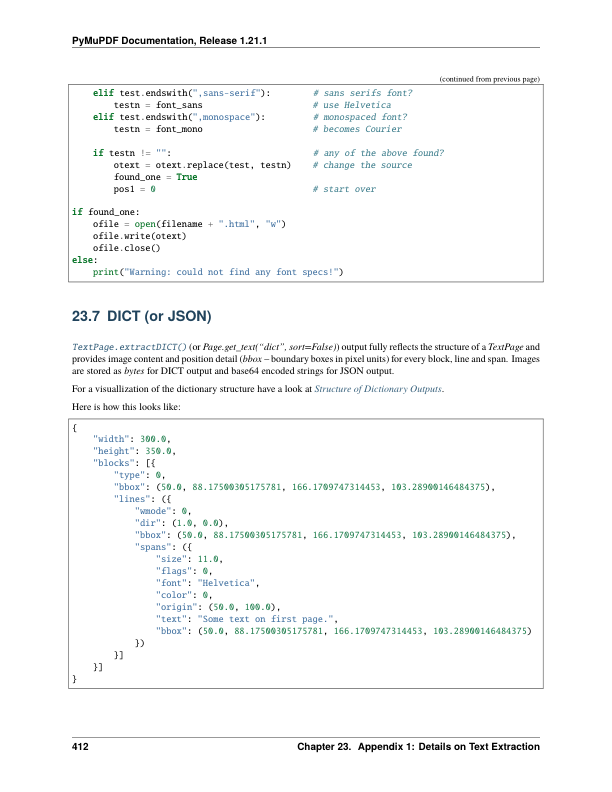 PyMuPDF Documentation, Release 1.21.1
(continued from previous page)
    elif test.endswith(",sans-serif"):       # sans serifs font?
        testn = font_sans                    # use Helvetica
    elif test.endswith(",monospace"):        # monospaced font?
        testn = font_mono                    # becomes Courier

    if testn != "":                          # any of the above found?
        otext = otext.replace(test, testn)   # change the source
        found_one = True
        pos1 = 0                             # start over

if found_one:
    ofile = open(filename + ".html", "w")
    ofile.write(otext)
    ofile.close()
else:
    print("Warning: could not find any font specs!")
23.7 DICT (or JSON)
TextPage.extractDICT() (or Page.get_text(“dict”, sort=False)) output fully reflects the structure of a TextPage and
provides image content and position detail (bbox – boundary boxes in pixel units) for every block, line and span. Images
are stored as bytes for DICT output and base64 encoded strings for JSON output.
For a visuallization of the dictionary structure have a look at Structure of Dictionary Outputs.
Here is how this looks like:
{
    "width": 300.0,
    "height": 350.0,
    "blocks": [{
        "type": 0,
        "bbox": (50.0, 88.17500305175781, 166.1709747314453, 103.28900146484375),
        "lines": ({
            "wmode": 0,
            "dir": (1.0, 0.0),
            "bbox": (50.0, 88.17500305175781, 166.1709747314453, 103.28900146484375),
            "spans": ({
                "size": 11.0,
                "flags": 0,
                "font": "Helvetica",
                "color": 0,
                "origin": (50.0, 100.0),
                "text": "Some text on first page.",
                "bbox": (50.0, 88.17500305175781, 166.1709747314453, 103.28900146484375)
            })
        }]
    }]
}
412 Chapter 23. Appendix 1: Details on Text Extraction